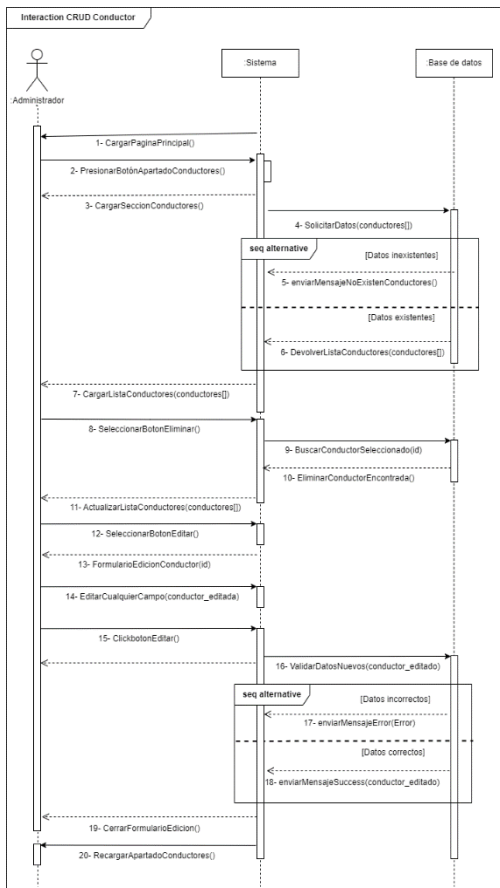 Interaction CRUD Conductor
:Administrador
:Sistema
:Base de datos
1- CargarPaginaPrincipal()
2- PresionarBotónApartadoConductores()
3- CargarSeccionConductores()
4- SolicitarDatos(conductores[])
seq alternative
[Datos inexistentes]
5- enviarMensajeNoExistenConductores()
[Datos existentes]
6- DevolverListaConductores(conductores[])
7- CargarListaConductores(conductores[])
8- SeleccionarBotonEliminar()
9- BuscarConductorSeleccionado(id)
10- EliminarConductorEncontrada()
11- ActualizarListaConductores(conductores[])
12- SeleccionarBotonEditar()
13- FormularioEdicionConductor(id)
14- EditarCualquierCampo(conductor_editada)
15- ClickbotonEditar()
16- ValidarDatosNuevos(conductor_editado)
seq alternative
[Datos incorrectos]
17- enviarMensajeError(Error)
[Datos correctos]
18- enviarMensajeSuccess(conductor_editado)
19- CerrarFormularioEdicion()
20- RecargarApartadoConductores()